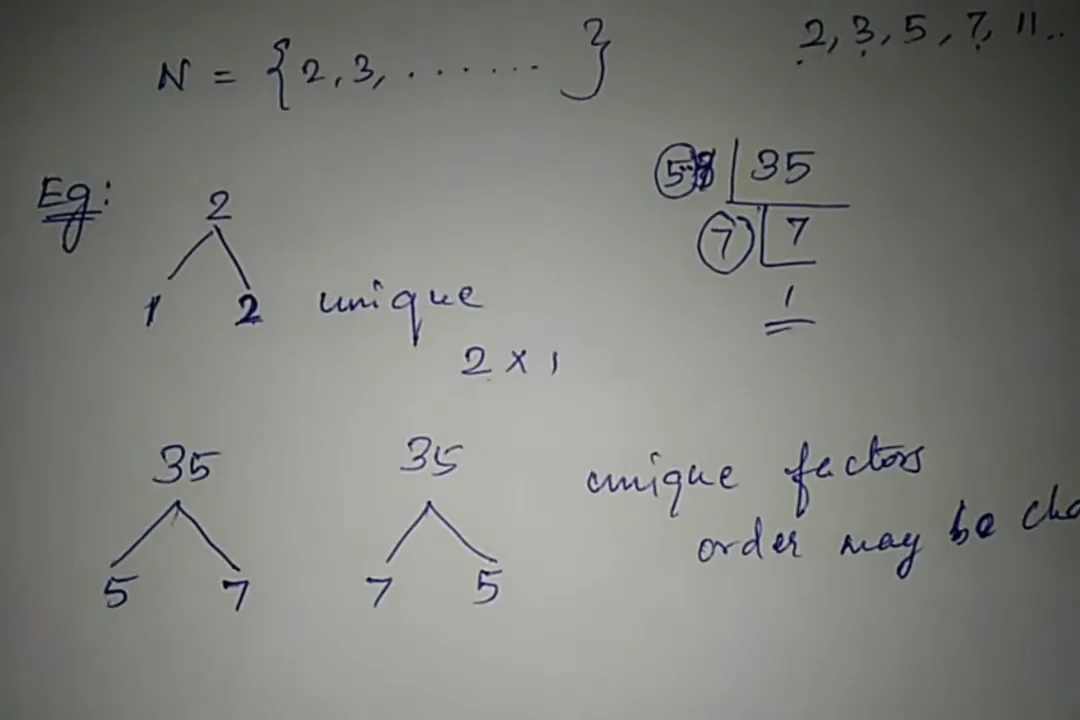 N = {2, 3, ....... }
2, 3, 5, 7, 11..
Eg:
2
1 2
unique
2 × 1
5 | 35
7 | 7
1
35
5 7
35
7 5
unique factors
order may be